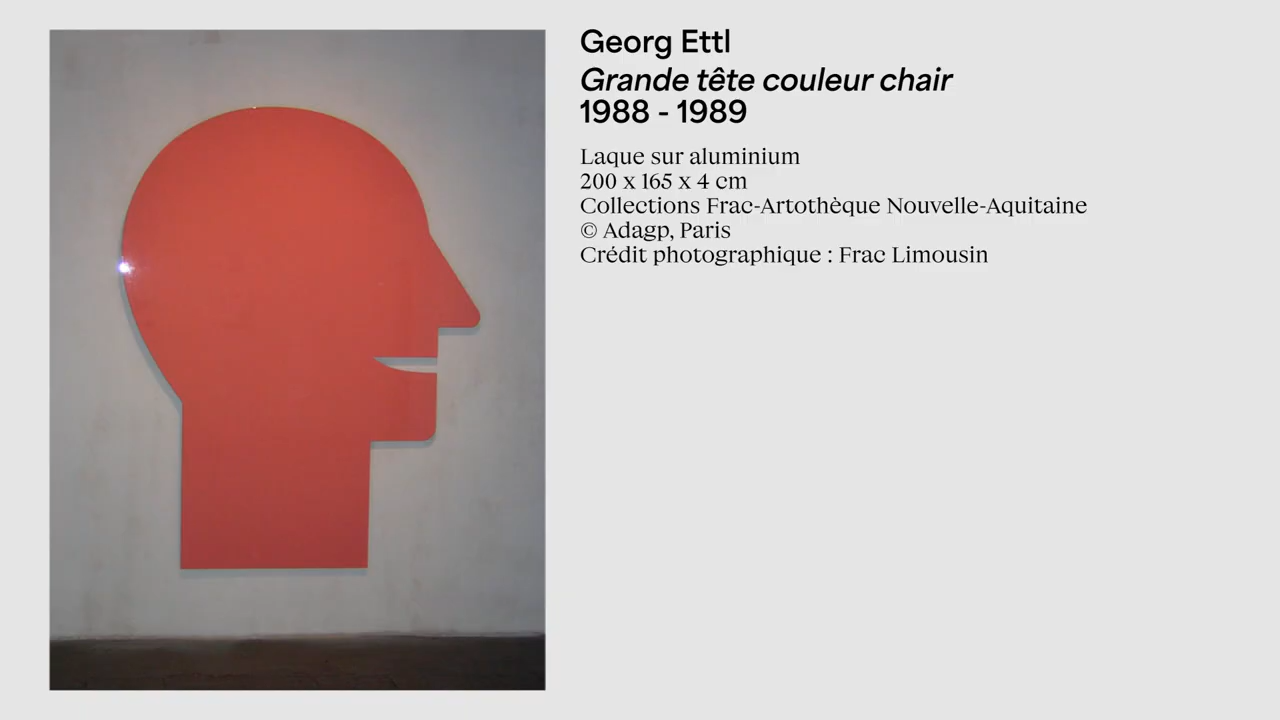 Georg Ettl
Grande tête couleur chair
1988 - 1989
Laque sur aluminium
200 x 165 x 4 cm
Collections Frac-Artothèque Nouvelle-Aquitaine
© Adagp, Paris
Crédit photographique : Frac Limousin